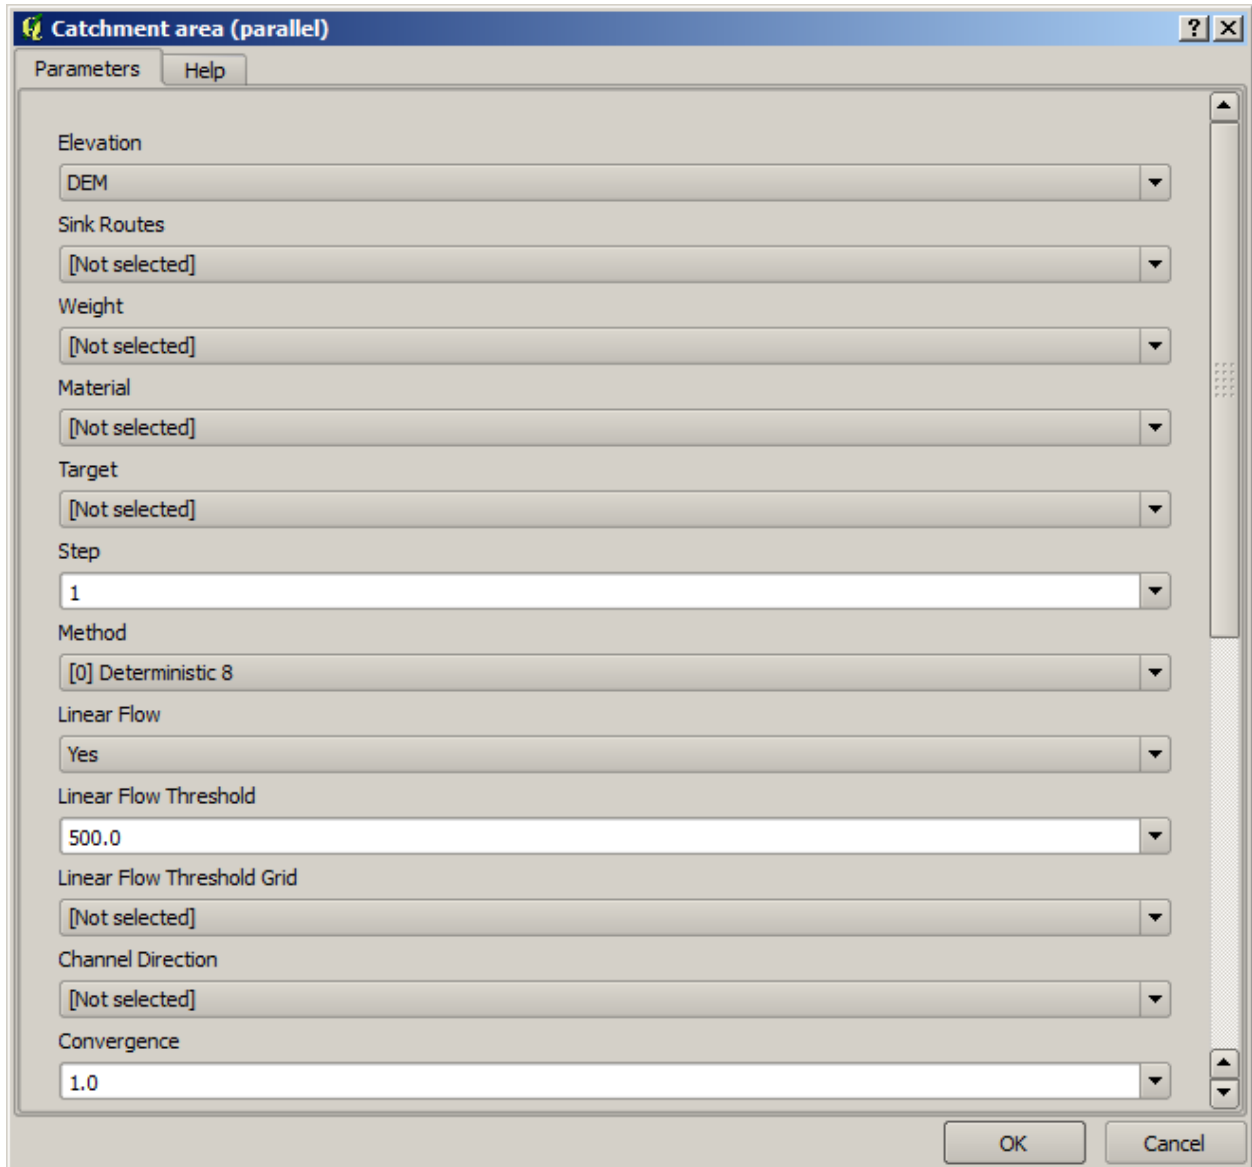 Catchment area (parallel)
Parameters Help
Elevation
DEM
Sink Routes
[Not selected]
Weight
[Not selected]
Material
[Not selected]
Target
[Not selected]
Step
1
Method
[0] Deterministic 8
Linear Flow
Yes
Linear Flow Threshold
500.0
Linear Flow Threshold Grid
[Not selected]
Channel Direction
[Not selected]
Convergence
1.0
OK Cancel